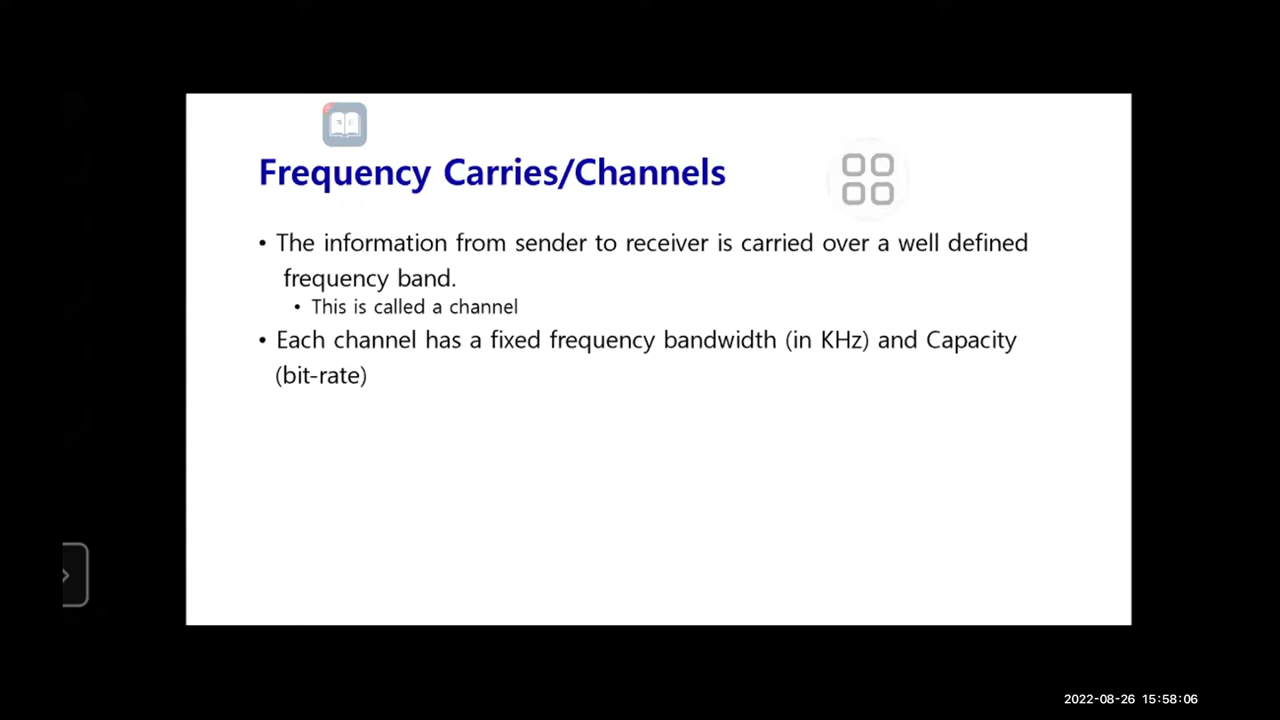 Frequency Carries/Channels
• The information from sender to receiver is carried over a well defined
frequency band.
• This is called a channel
• Each channel has a fixed frequency bandwidth (in KHz) and Capacity
(bit-rate)
2022-08-26 15:58:06